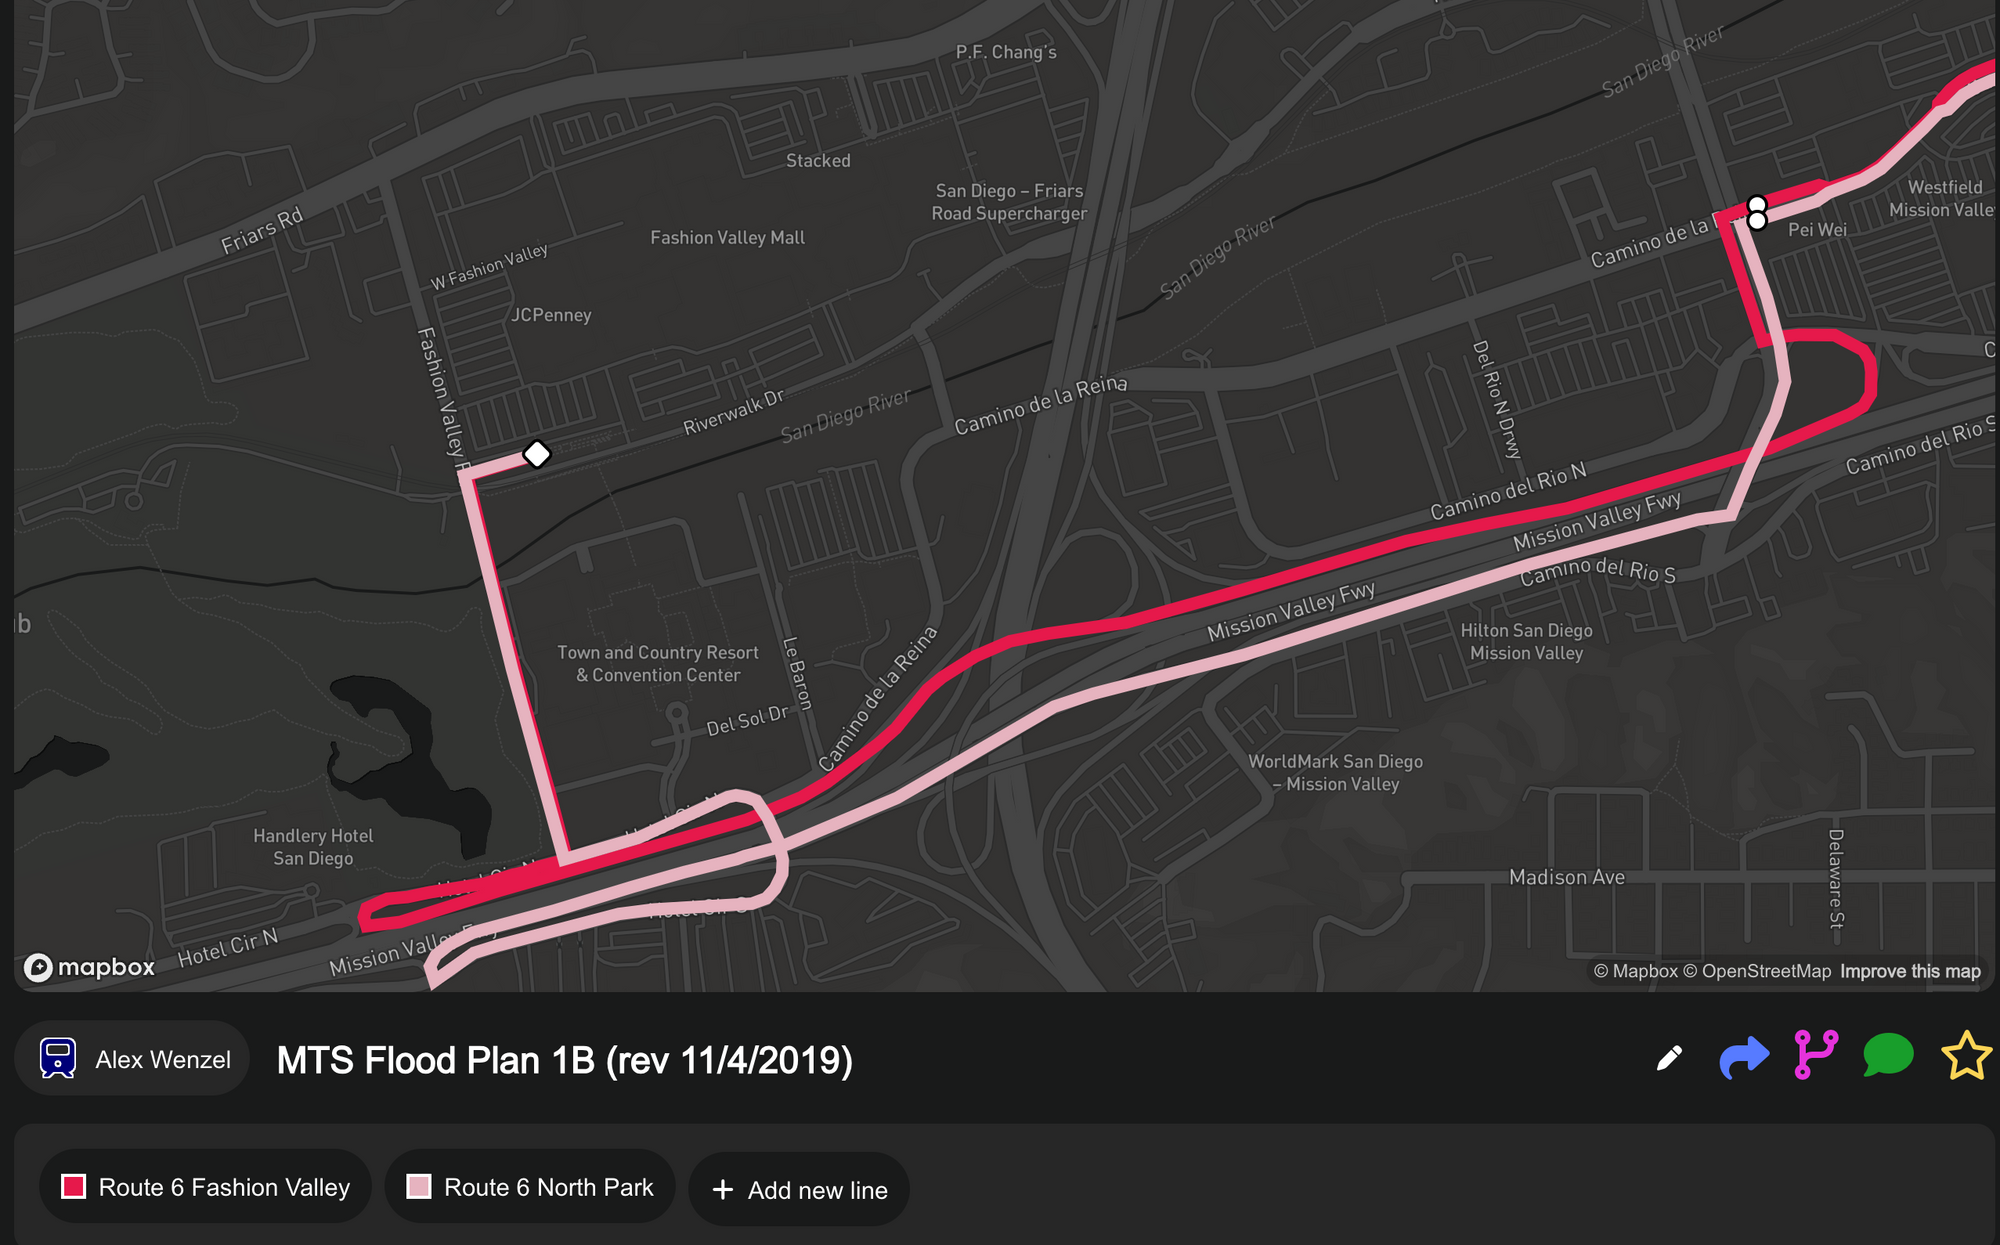 P.F. Chang's
San Diego River
Stacked
San Diego – Friars
Road Supercharger
Westfield
Mission Valley
Friars Rd
Fashion Valley Mall
Pei Wei
Camino de la
San Diego River
W Fashion Valley
JCPenney
Fashion Valley
Del Rio N Drwy
Camino de la Reina
Riverwalk Dr
San Diego River
Camino del Rio S
Camino del Rio N
Mission Valley Fwy
Camino del Rio S
Mission Valley Fwy
Hilton San Diego
Mission Valley
Town and Country Resort
& Convention Center
Le Baron
Camino de la Reina
Del Sol Dr
WorldMark San Diego
– Mission Valley
Handlery Hotel
San Diego
Hotel Cir N
Madison Ave
Delaware St
Hotel Cir S
Hotel Cir N
Mission Valley Fwy
mapbox
© Mapbox © OpenStreetMap Improve this map
Alex Wenzel
MTS Flood Plan 1B (rev 11/4/2019)
Route 6 Fashion Valley
Route 6 North Park
+ Add new line